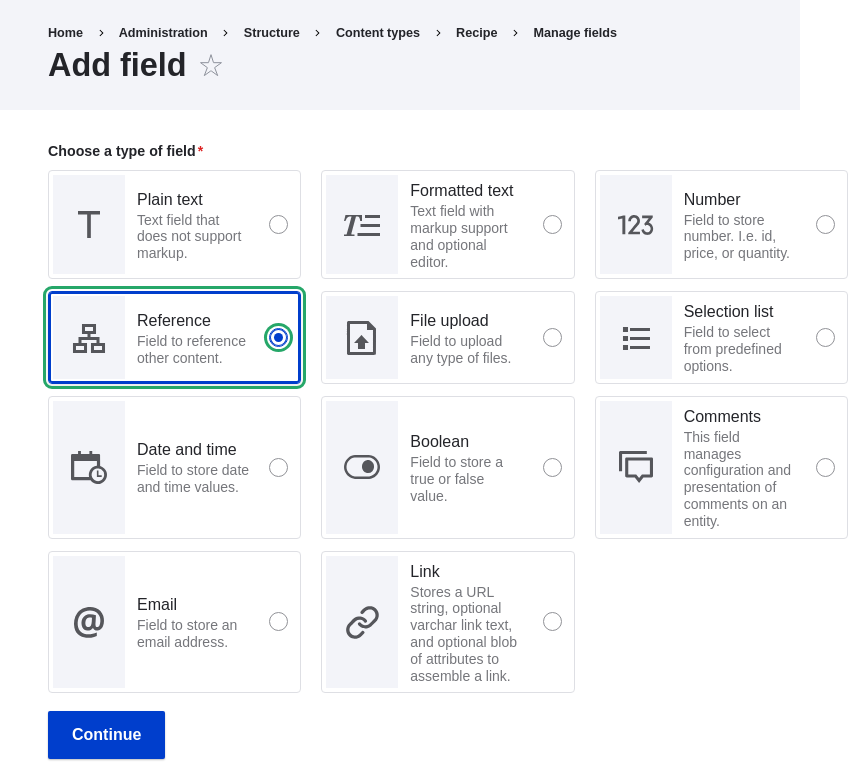 Home > Administration > Structure > Content types > Recipe > Manage fields
Add field
Choose a type of field*
Plain text
Text field that
does not support
markup.
Formatted text
Text field with
markup support
and optional
editor.
123
Number
Field to store
number. I.e. id,
price, or quantity.
Reference
Field to reference
other content.
File upload
Field to upload
any type of files.
Selection list
Field to select
from predefined
options.
Date and time
Field to store date
and time values.
Boolean
Field to store a
true or false
value.
Comments
This field
manages
configuration and
presentation of
comments on an
entity.
@
Email
Field to store an
email address.
Link
Stores a URL
string, optional
varchar link text,
and optional blob
of attributes to
assemble a link.
Continue